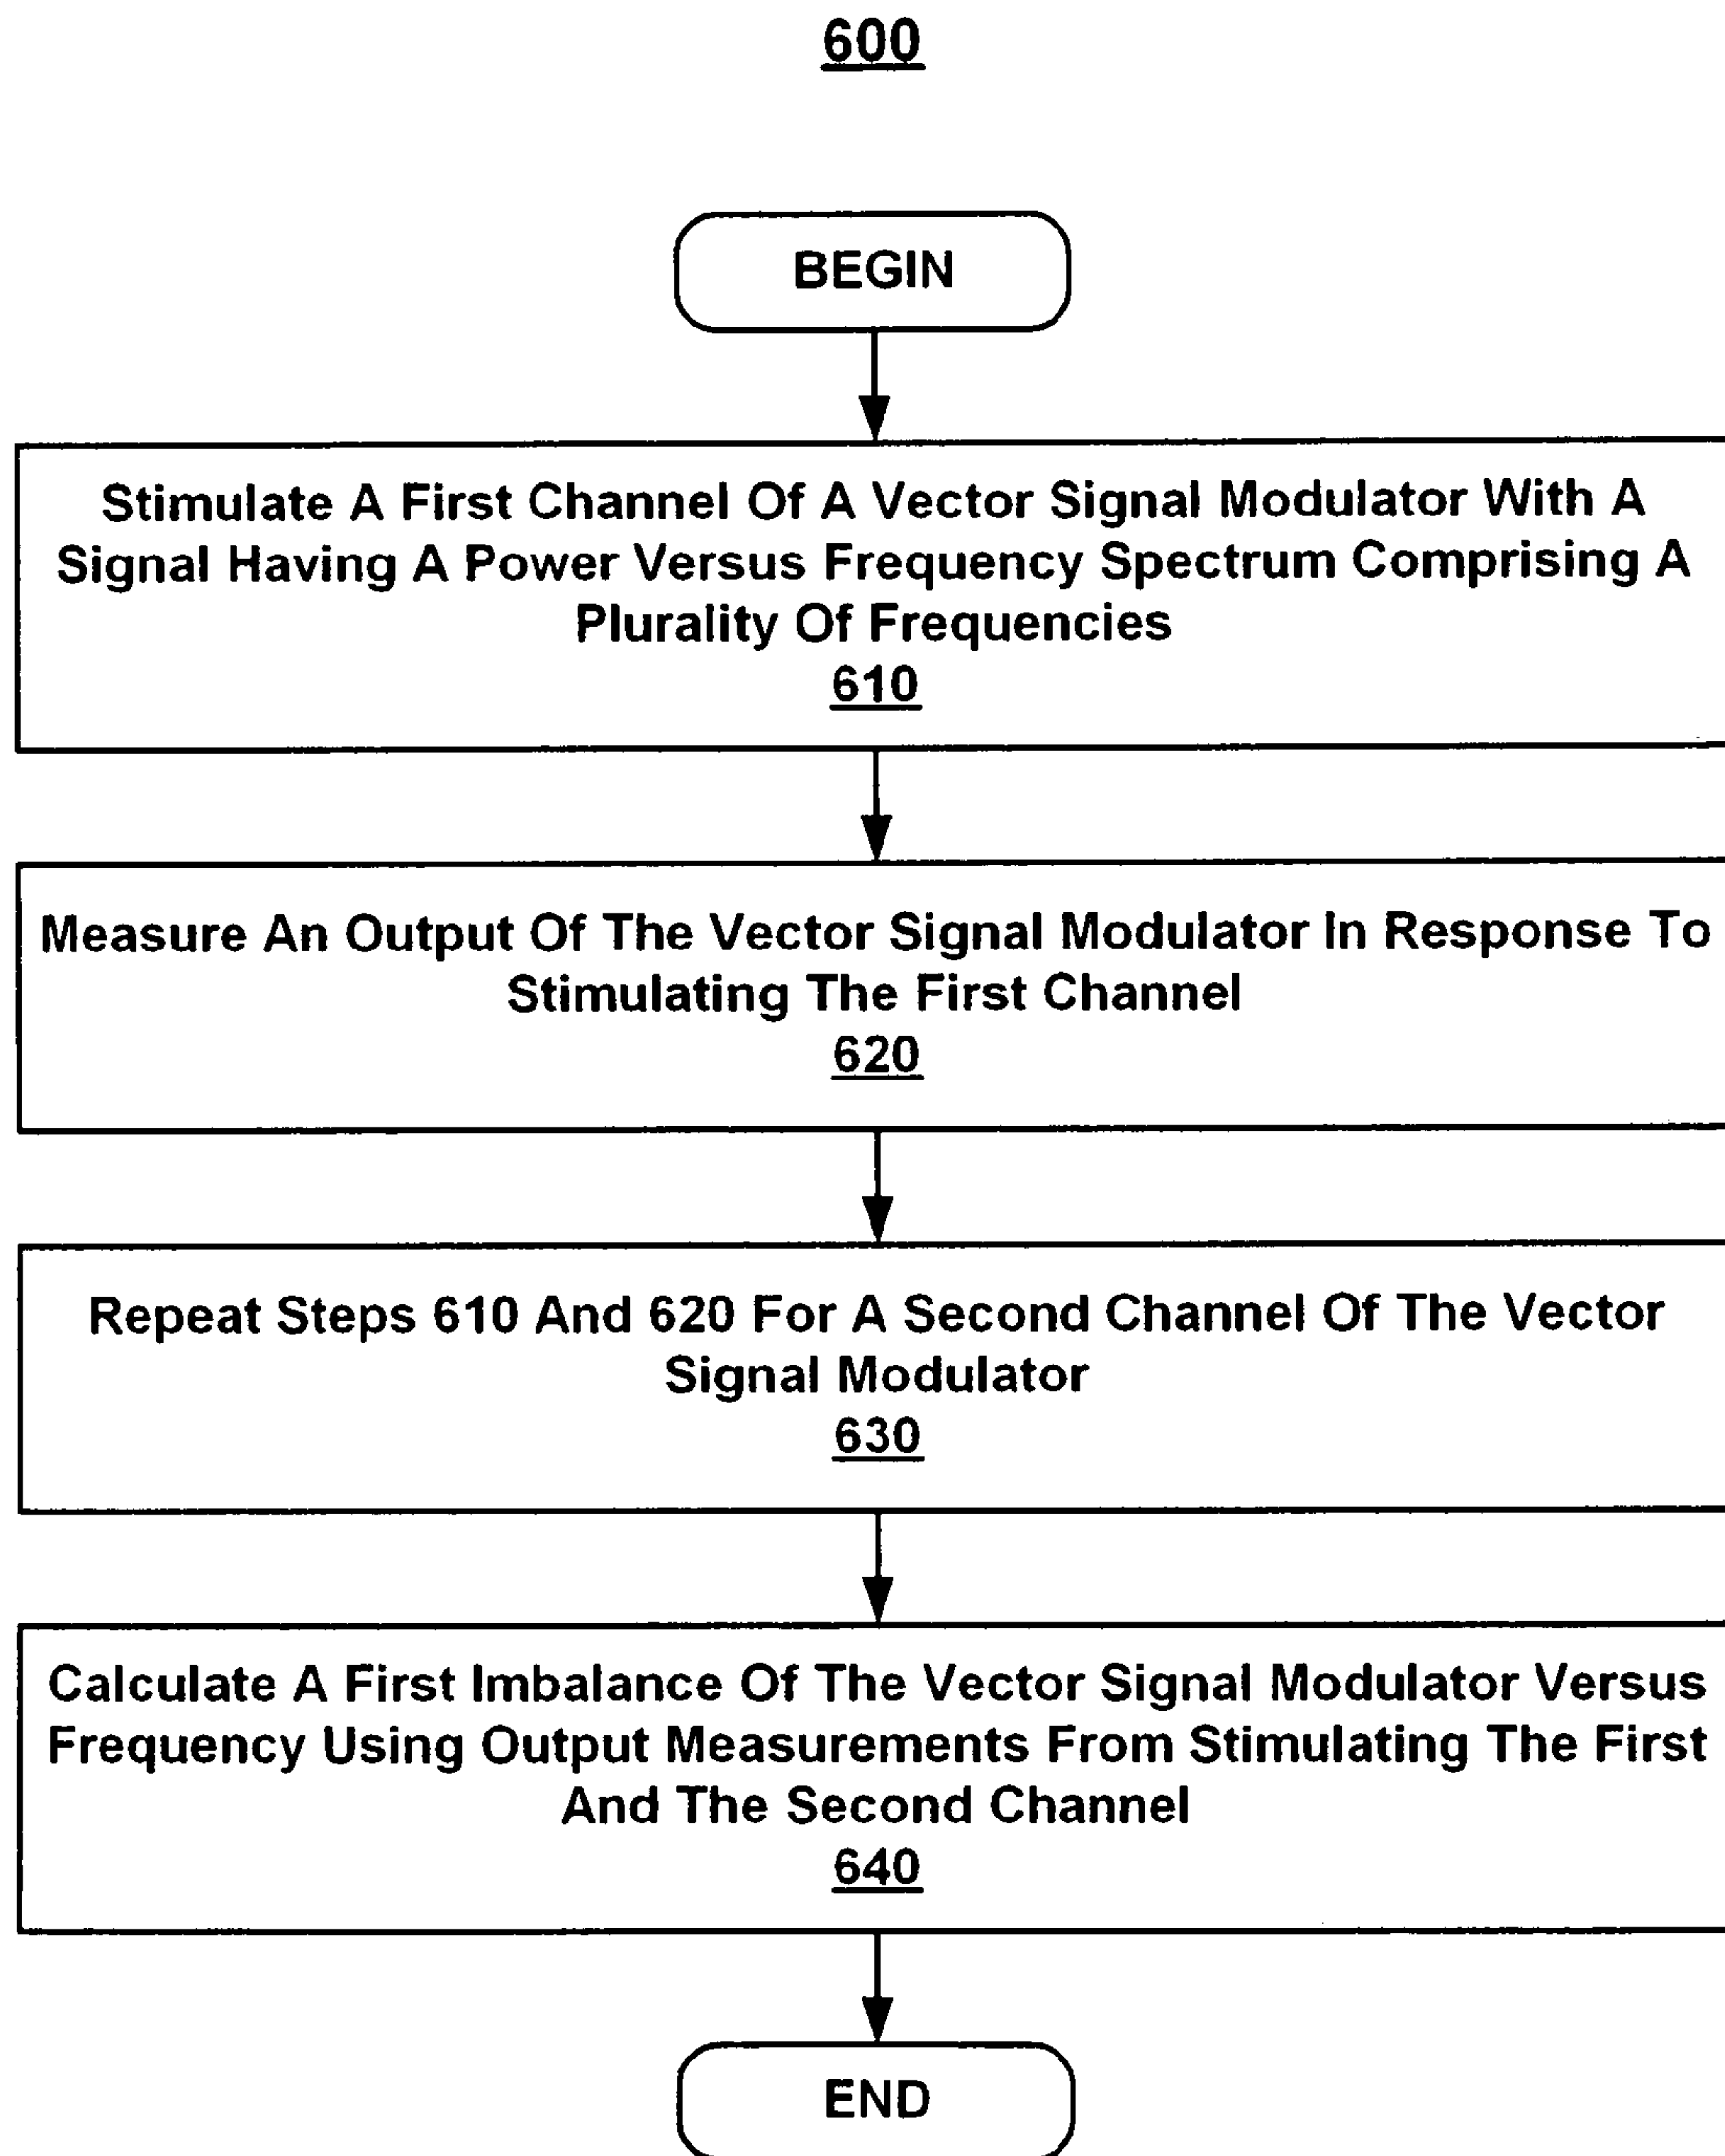 600
BEGIN
Stimulate A First Channel Of A Vector Signal Modulator With A
Signal Having A Power Versus Frequency Spectrum Comprising A
Plurality Of Frequencies
610
Measure An Output Of The Vector Signal Modulator In Response To
Stimulating The First Channel
620
Repeat Steps 610 And 620 For A Second Channel Of The Vector
Signal Modulator
630
Calculate A First Imbalance Of The Vector Signal Modulator Versus
Frequency Using Output Measurements From Stimulating The First
And The Second Channel
640
END